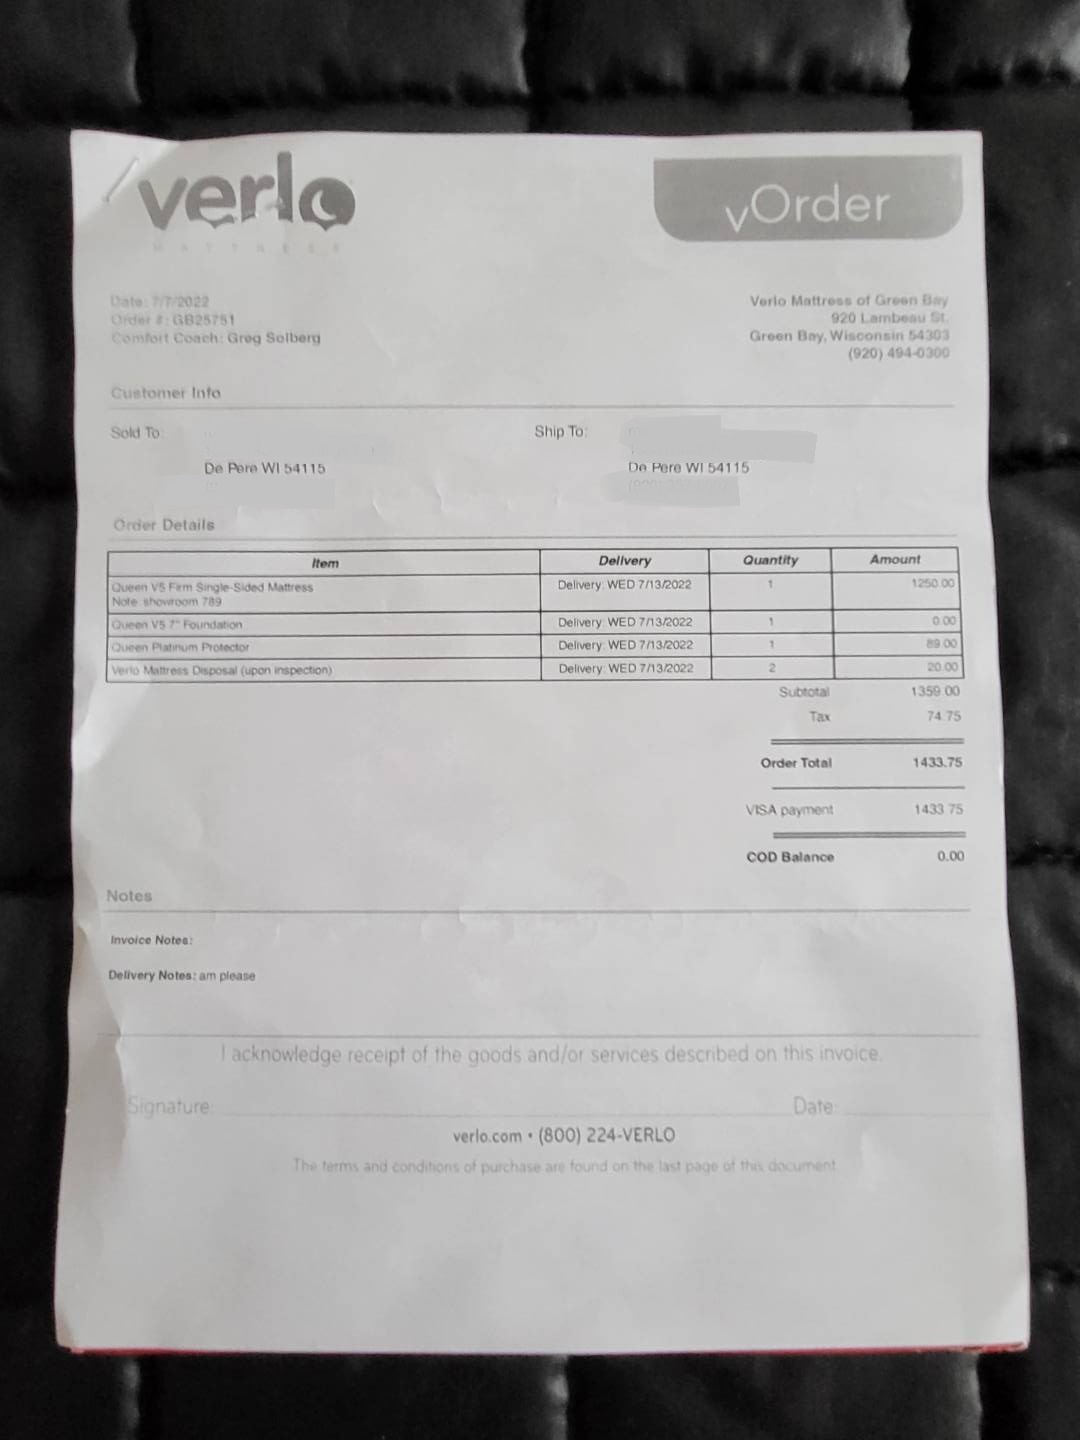 verlo
MATTRESS
vOrder
Date: 7/7/2022
Order #: GB25751
Comfort Coach: Greg Solberg
Verlo Mattress of Green Bay
920 Lambeau St.
Green Bay, Wisconsin 54303
(920) 494-0300
Customer Info
Sold To:
De Pere WI 54115
Ship To:
De Pere WI 54115
Order Details
Item Delivery Quantity Amount
Queen V5 Firm Single-Sided Mattress Delivery: WED 7/13/2022 1 1250.00
Note: showroom 789
Queen V5 7" Foundation Delivery: WED 7/13/2022 1 0.00
Queen Platinum Protector Delivery: WED 7/13/2022 1 89.00
Verlo Mattress Disposal (upon inspection) Delivery: WED 7/13/2022 2 20.00
Subtotal 1359.00
Tax 74.75
Order Total 1433.75
VISA payment 1433.75
COD Balance 0.00
Notes
Invoice Notes:
Delivery Notes: am please
I acknowledge receipt of the goods and/or services described on this invoice.
Signature: Date:
verlo.com • (800) 224-VERLO
The terms and conditions of purchase are found on the last page of this document.